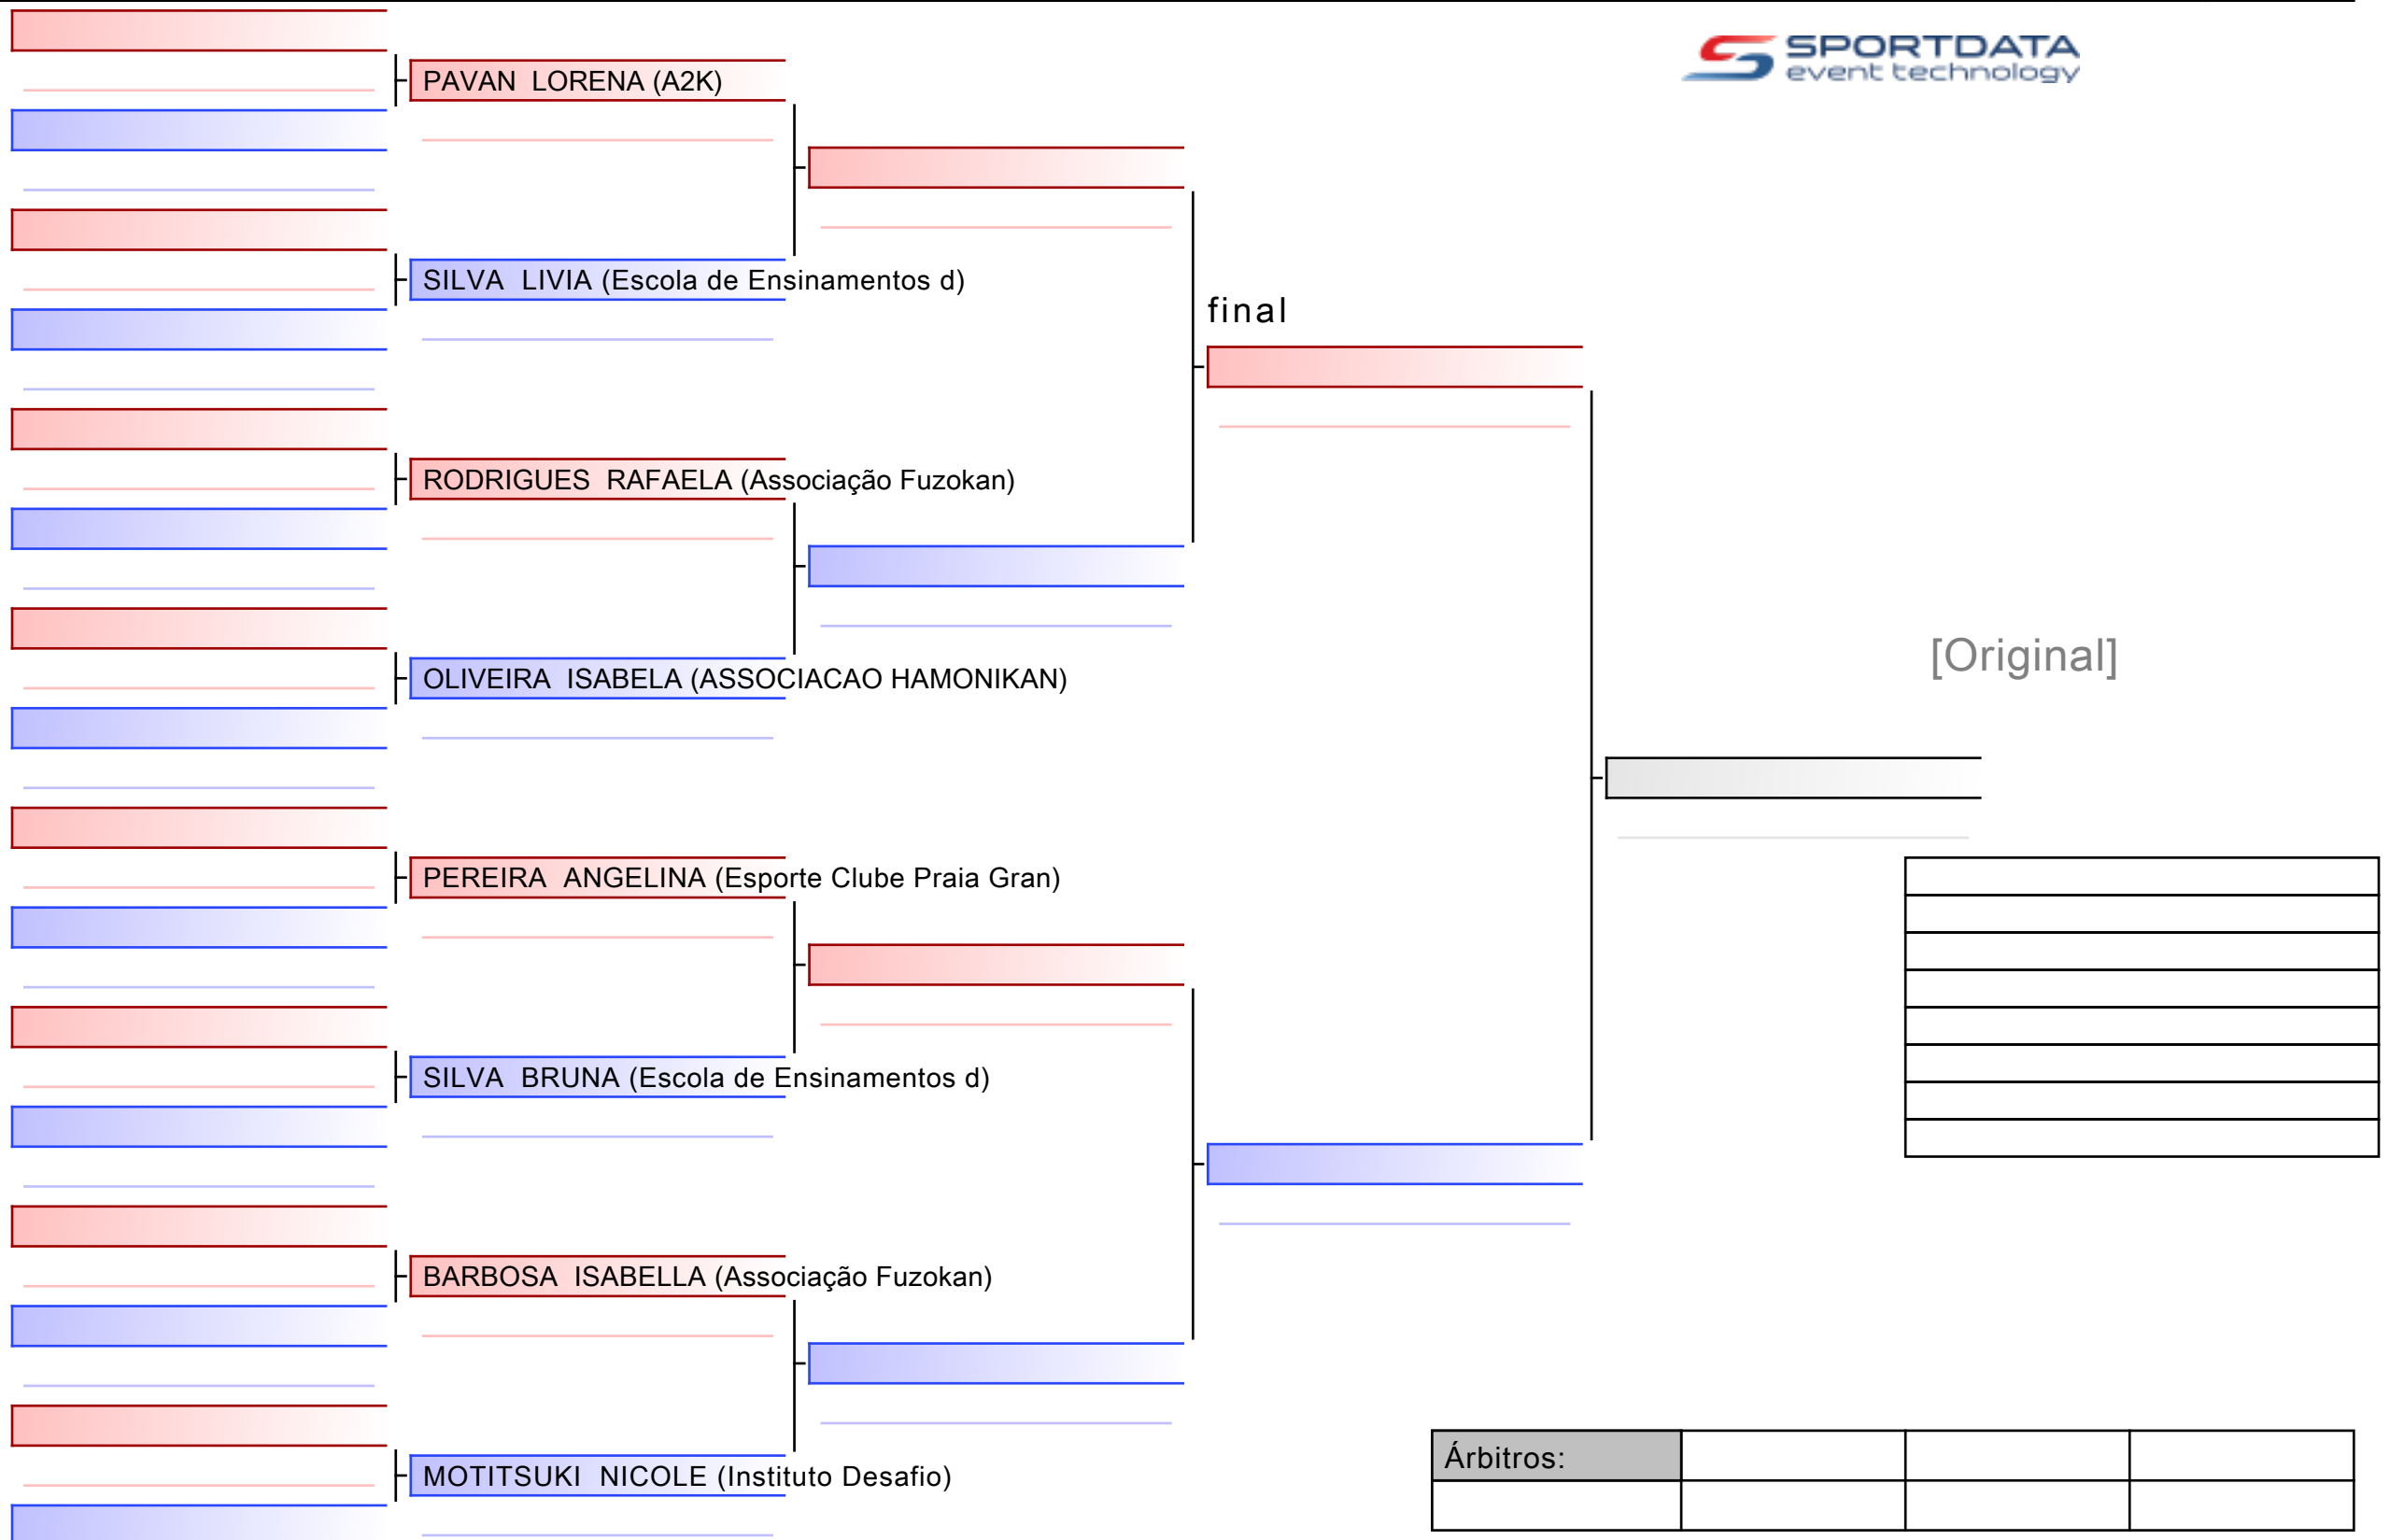 SPORTDATA
event technology
PAVAN LORENA (A2K)
SILVA LIVIA (Escola de Ensinamentos d)
final
RODRIGUES RAFAELA (Associação Fuzokan)
[Original]
OLIVEIRA ISABELA (ASSOCIACAO HAMONIKAN)
PEREIRA ANGELINA (Esporte Clube Praia Gran)
SILVA BRUNA (Escola de Ensinamentos d)
BARBOSA ISABELLA (Associação Fuzokan)
Árbitros:
MOTITSUKI NICOLE (Instituto Desafio)